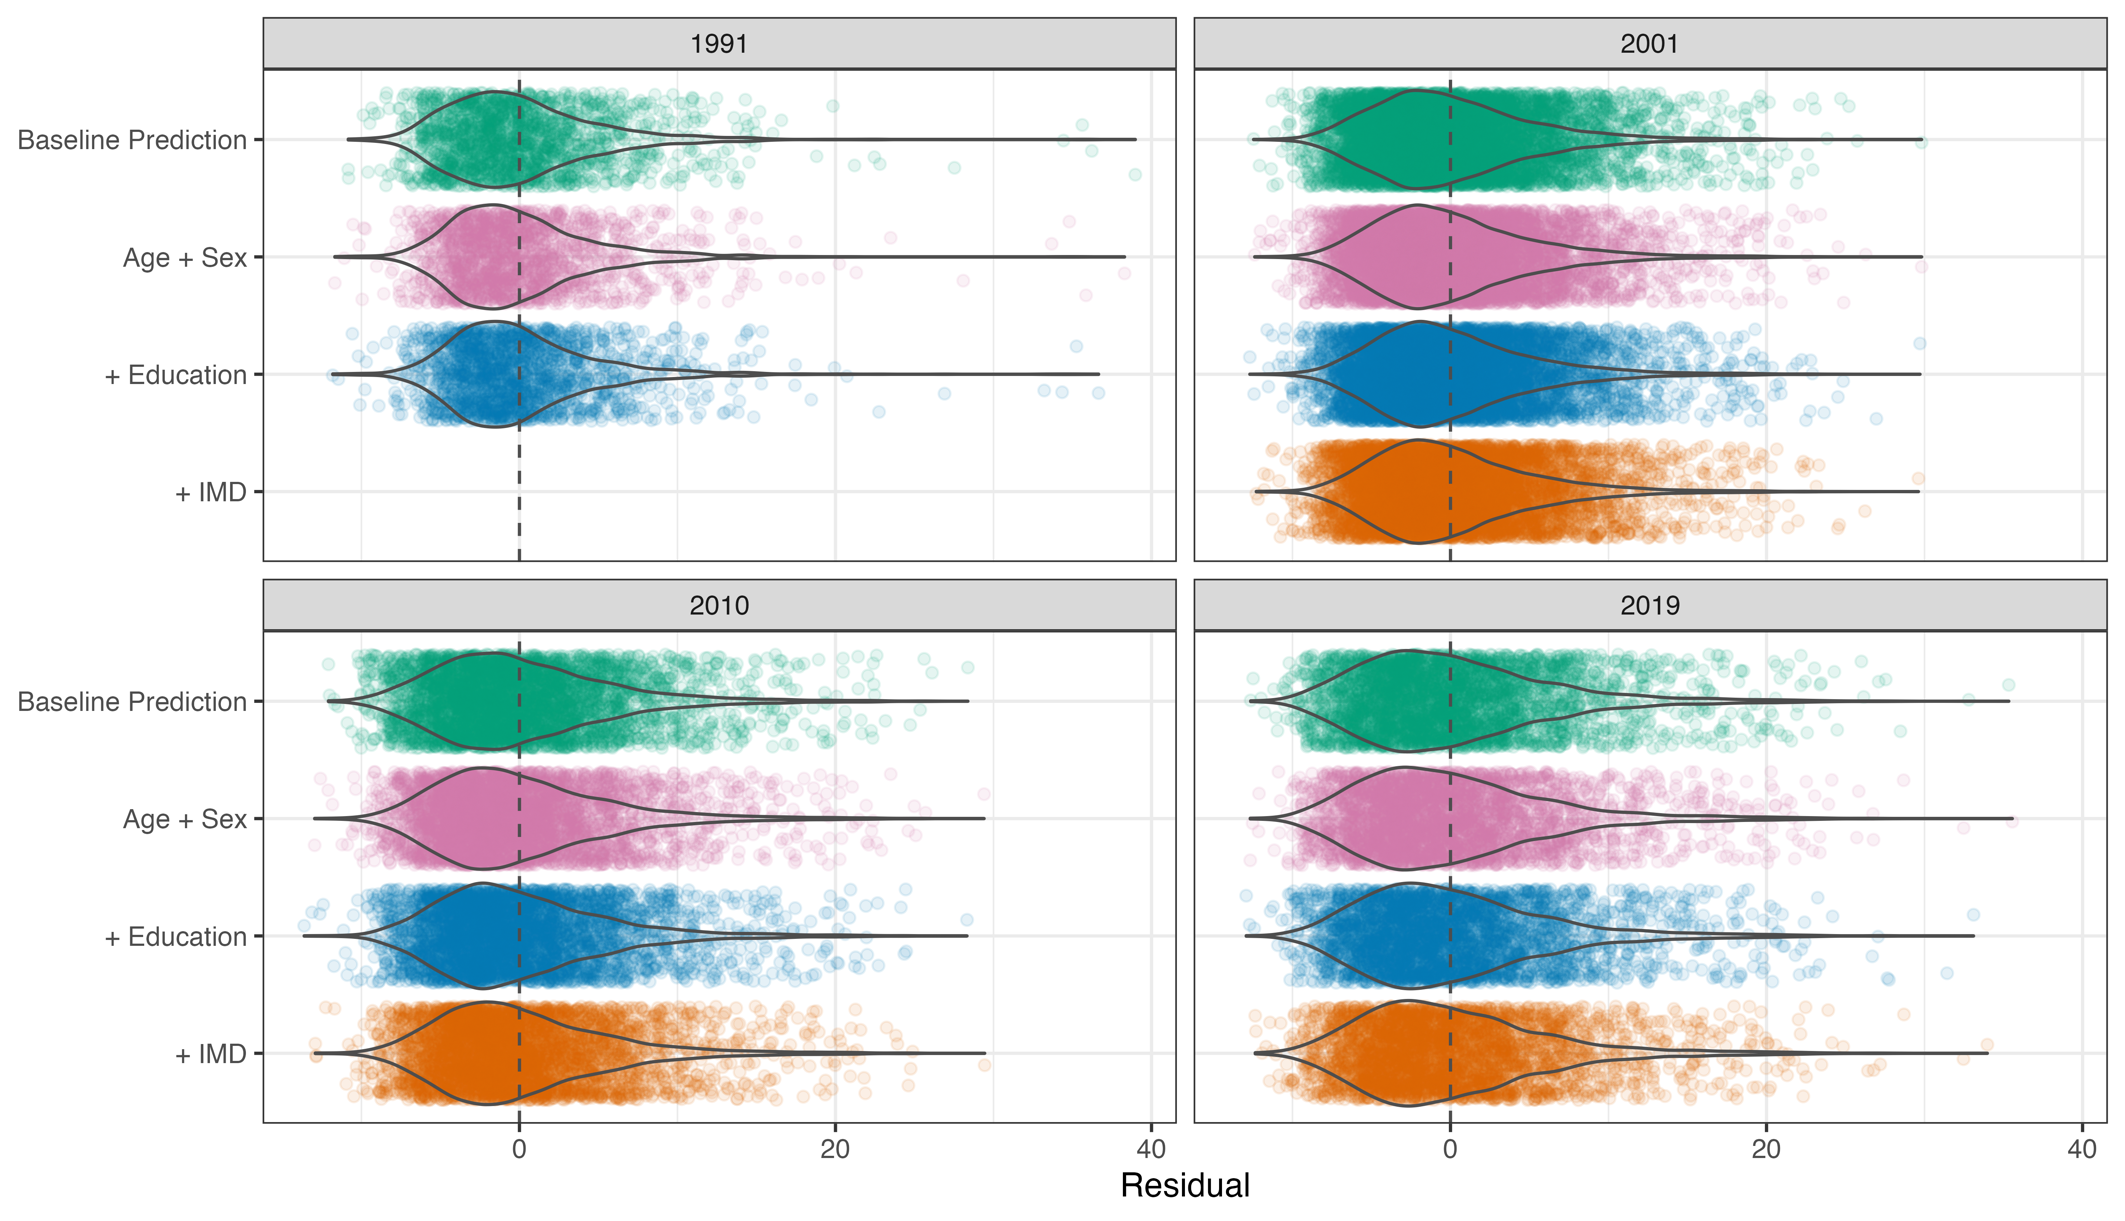 1991
2001
Baseline Prediction
Age + Sex
+ Education
+ IMD
2010
2019
Baseline Prediction
Age + Sex
+ Education
+ IMD
0 20 40 0 20 40
Residual